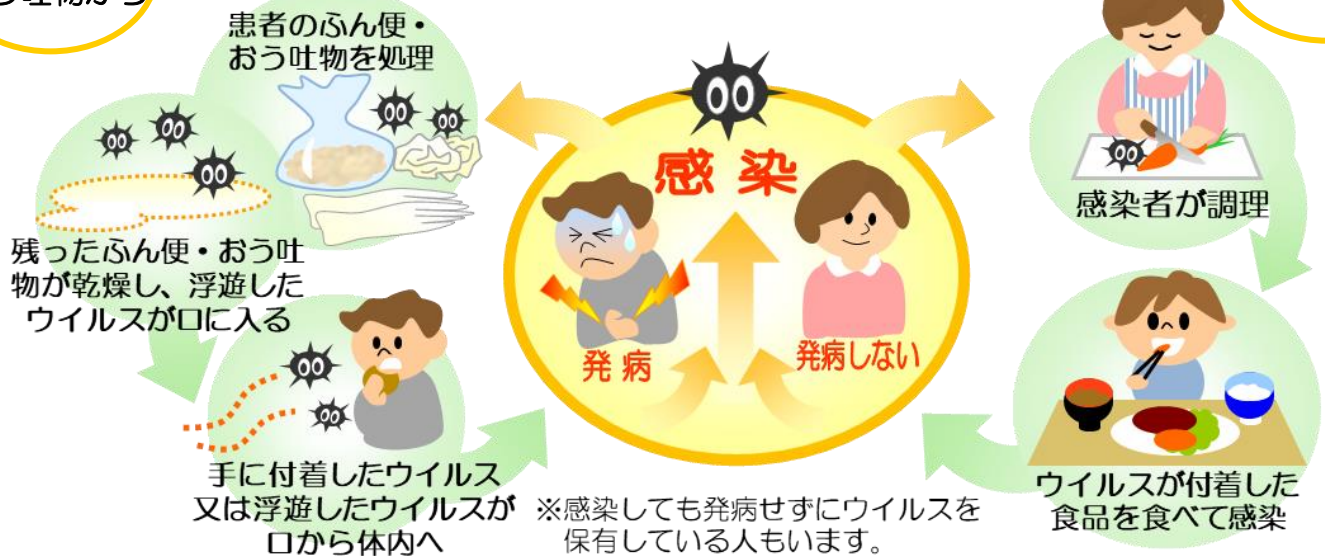 う吐物から
患者のふん便・
おう吐物を処理
残ったふん便・おう吐
物が乾燥し、浮遊した
ウイルスが口に入る
手に付着したウイルス
又は浮遊したウイルスが
口から体内へ
感染
発病
発病しない
※感染しても発病せずにウイルスを
保有している人もいます。
感染者が調理
ウイルスが付着した
食品を食べて感染